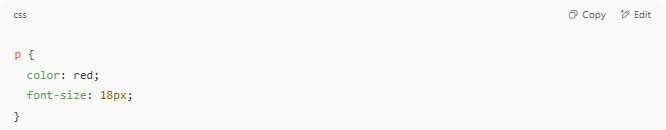 css Copy Edit
p {
  color: red;
  font-size: 18px;
}